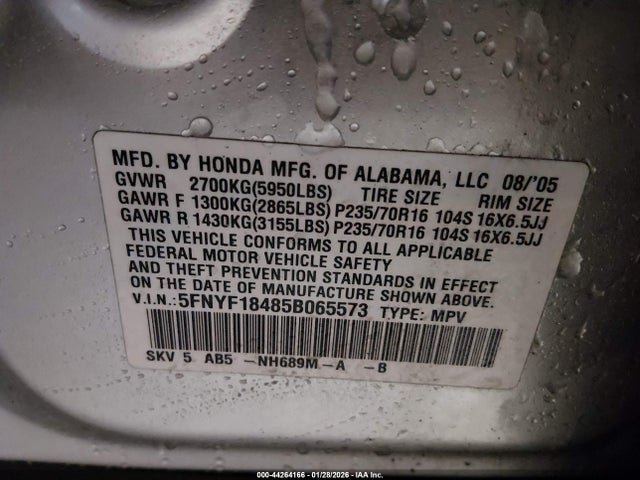 MFD. BY HONDA MFG. OF ALABAMA, LLC 08/'05
GVWR 2700KG(5950LBS) TIRE SIZE RIM SIZE
GAWR F 1300KG(2865LBS) P235/70R16 104S 16X6.5JJ
GAWR R 1430KG(3155LBS) P235/70R16 104S 16X6.5JJ
THIS VEHICLE CONFORMS TO ALL APPLICABLE
FEDERAL MOTOR VEHICLE SAFETY
AND THEFT PREVENTION STANDARDS IN EFFECT
ON THE DATE OF MANUFACTURE SHOWN ABOVE.
V.I.N.:5FNYF18485B065573 TYPE: MPV
SKV 5 AB5 -NH689M-A -B
000-44264166 - 01/28/2026 - IAA Inc.